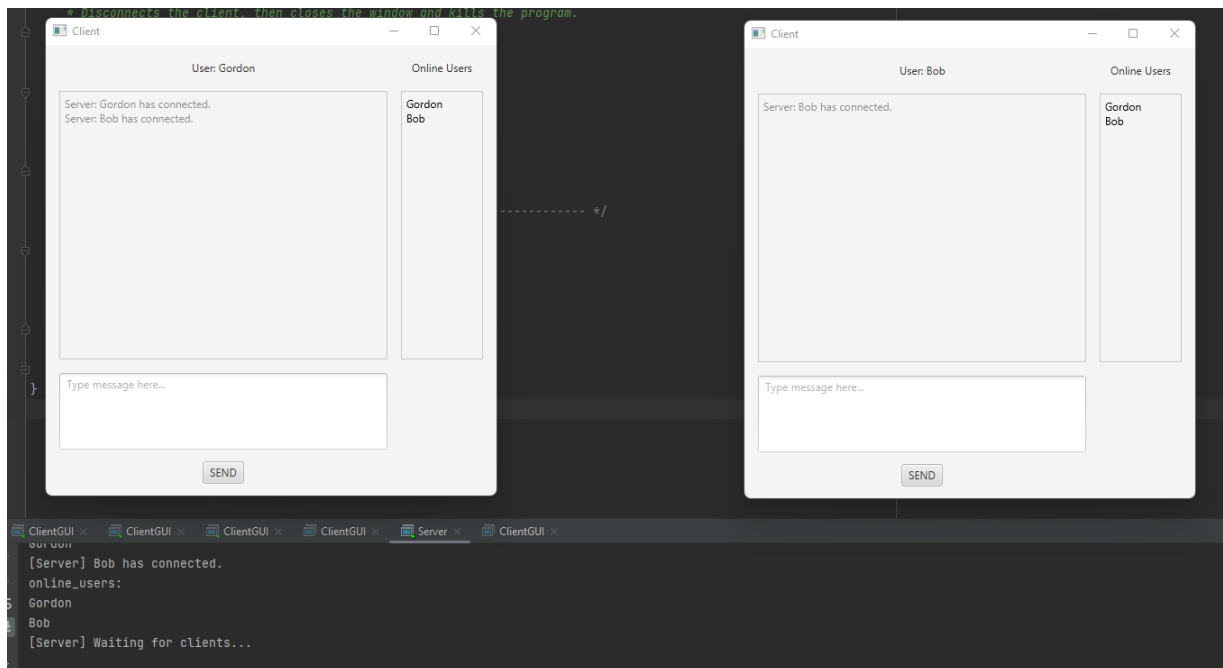 * Disconnects the client, then closes the window and kills the program.
Client
User: Gordon
Online Users
Server: Gordon has connected.
Server: Bob has connected.
Gordon
Bob
Type message here...
SEND
Client
User: Bob
Online Users
Server: Bob has connected.
Gordon
Bob
Type message here...
SEND
------------- */
}
ClientGUI ClientGUI ClientGUI ClientGUI Server ClientGUI
Gordon
[Server] Bob has connected.
online_users:
Gordon
Bob
[Server] Waiting for clients...